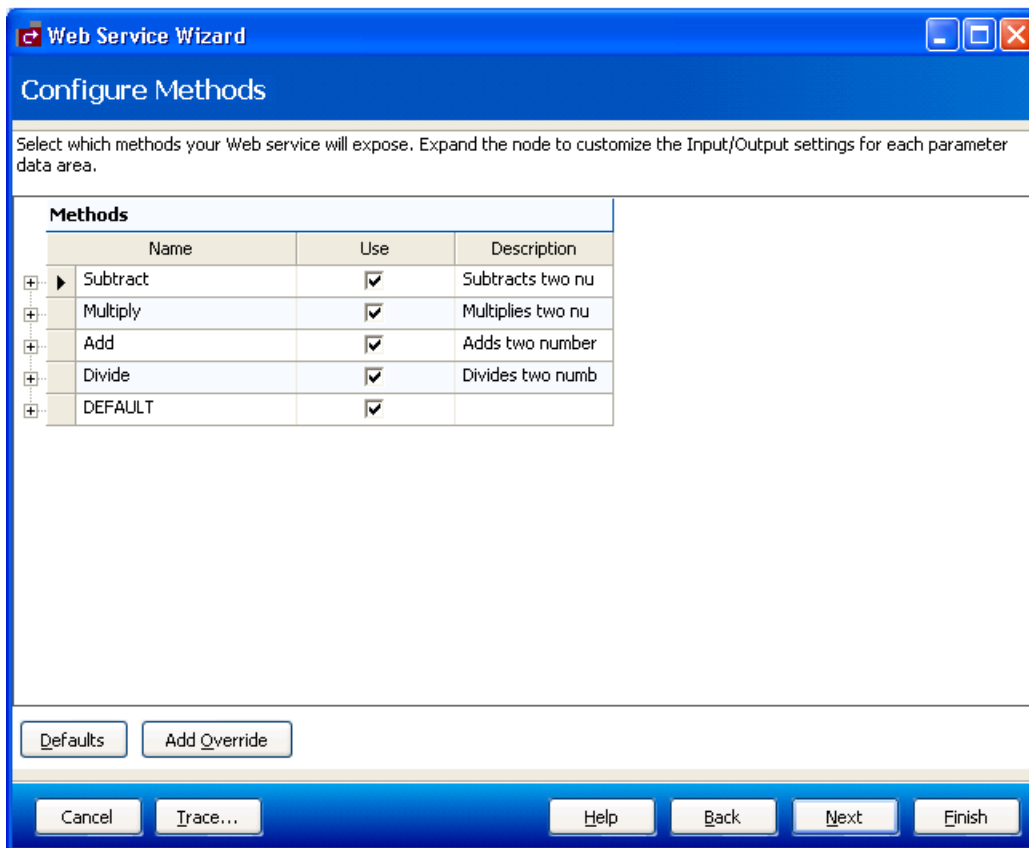 Web Service Wizard
Configure Methods
Select which methods your Web service will expose. Expand the node to customize the Input/Output settings for each parameter
data area.
Methods
Name Use Description
Subtract Subtracts two nu
Multiply Multiplies two nu
Add Adds two number
Divide Divides two numb
DEFAULT
Defaults Add Override
Cancel Trace... Help Back Next Finish